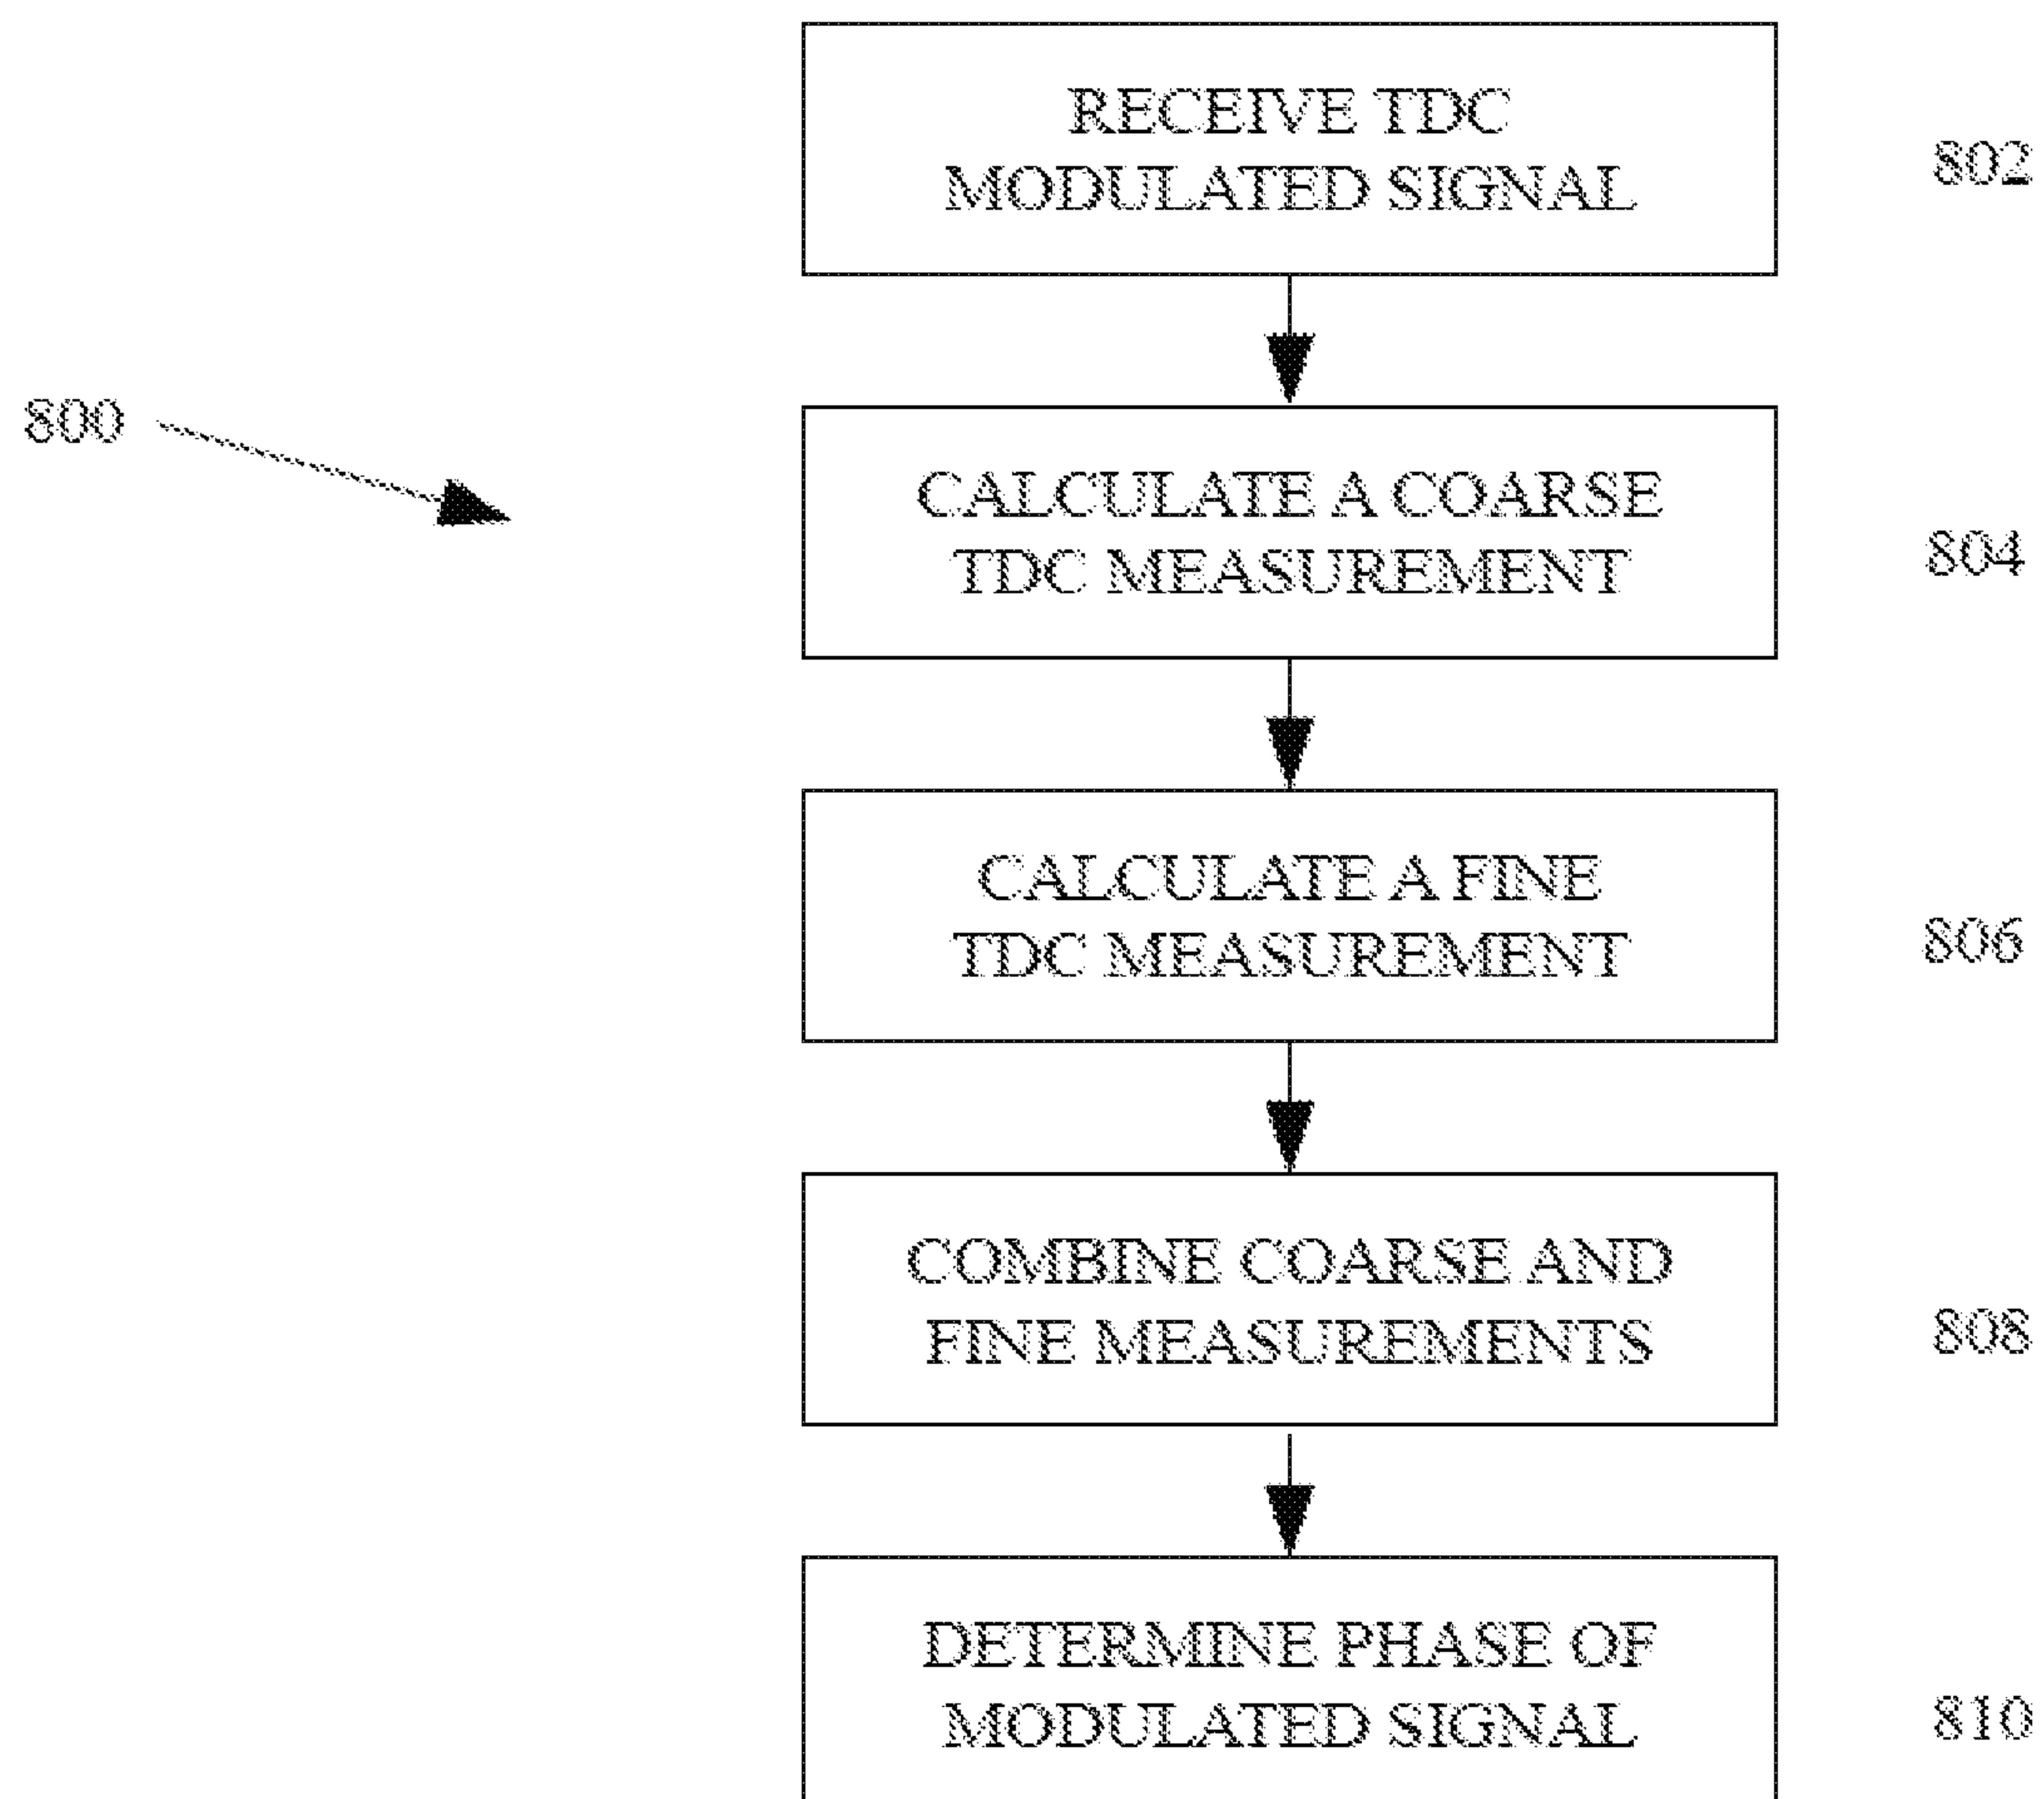 RECEIVE TDC
MODULATED SIGNAL
802
800
CALCULATE A COARSE
TDC MEASUREMENT
804
CALCULATE A FINE
TDC MEASUREMENT
806
COMBINE COARSE AND
FINE MEASUREMENTS
808
DETERMINE PHASE OF
MODULATED SIGNAL
810